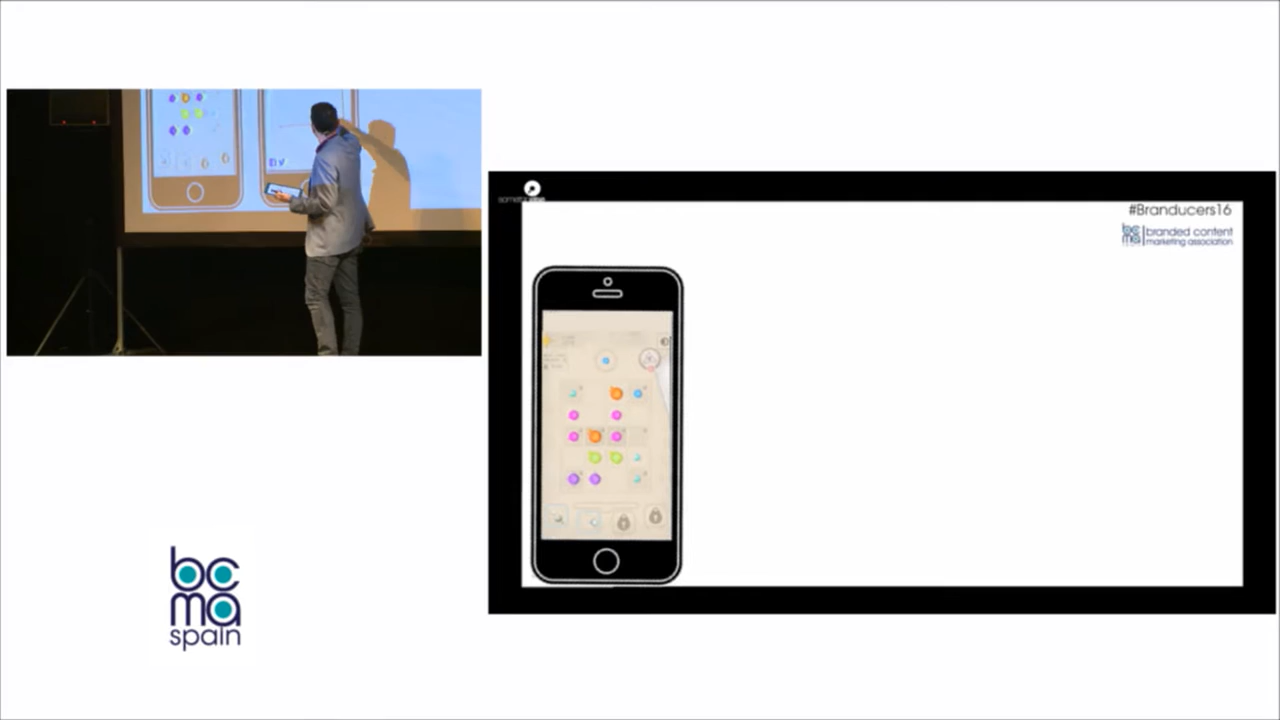 #Branducers16
bc
ma
branded content
marketing association
bc
ma
spain